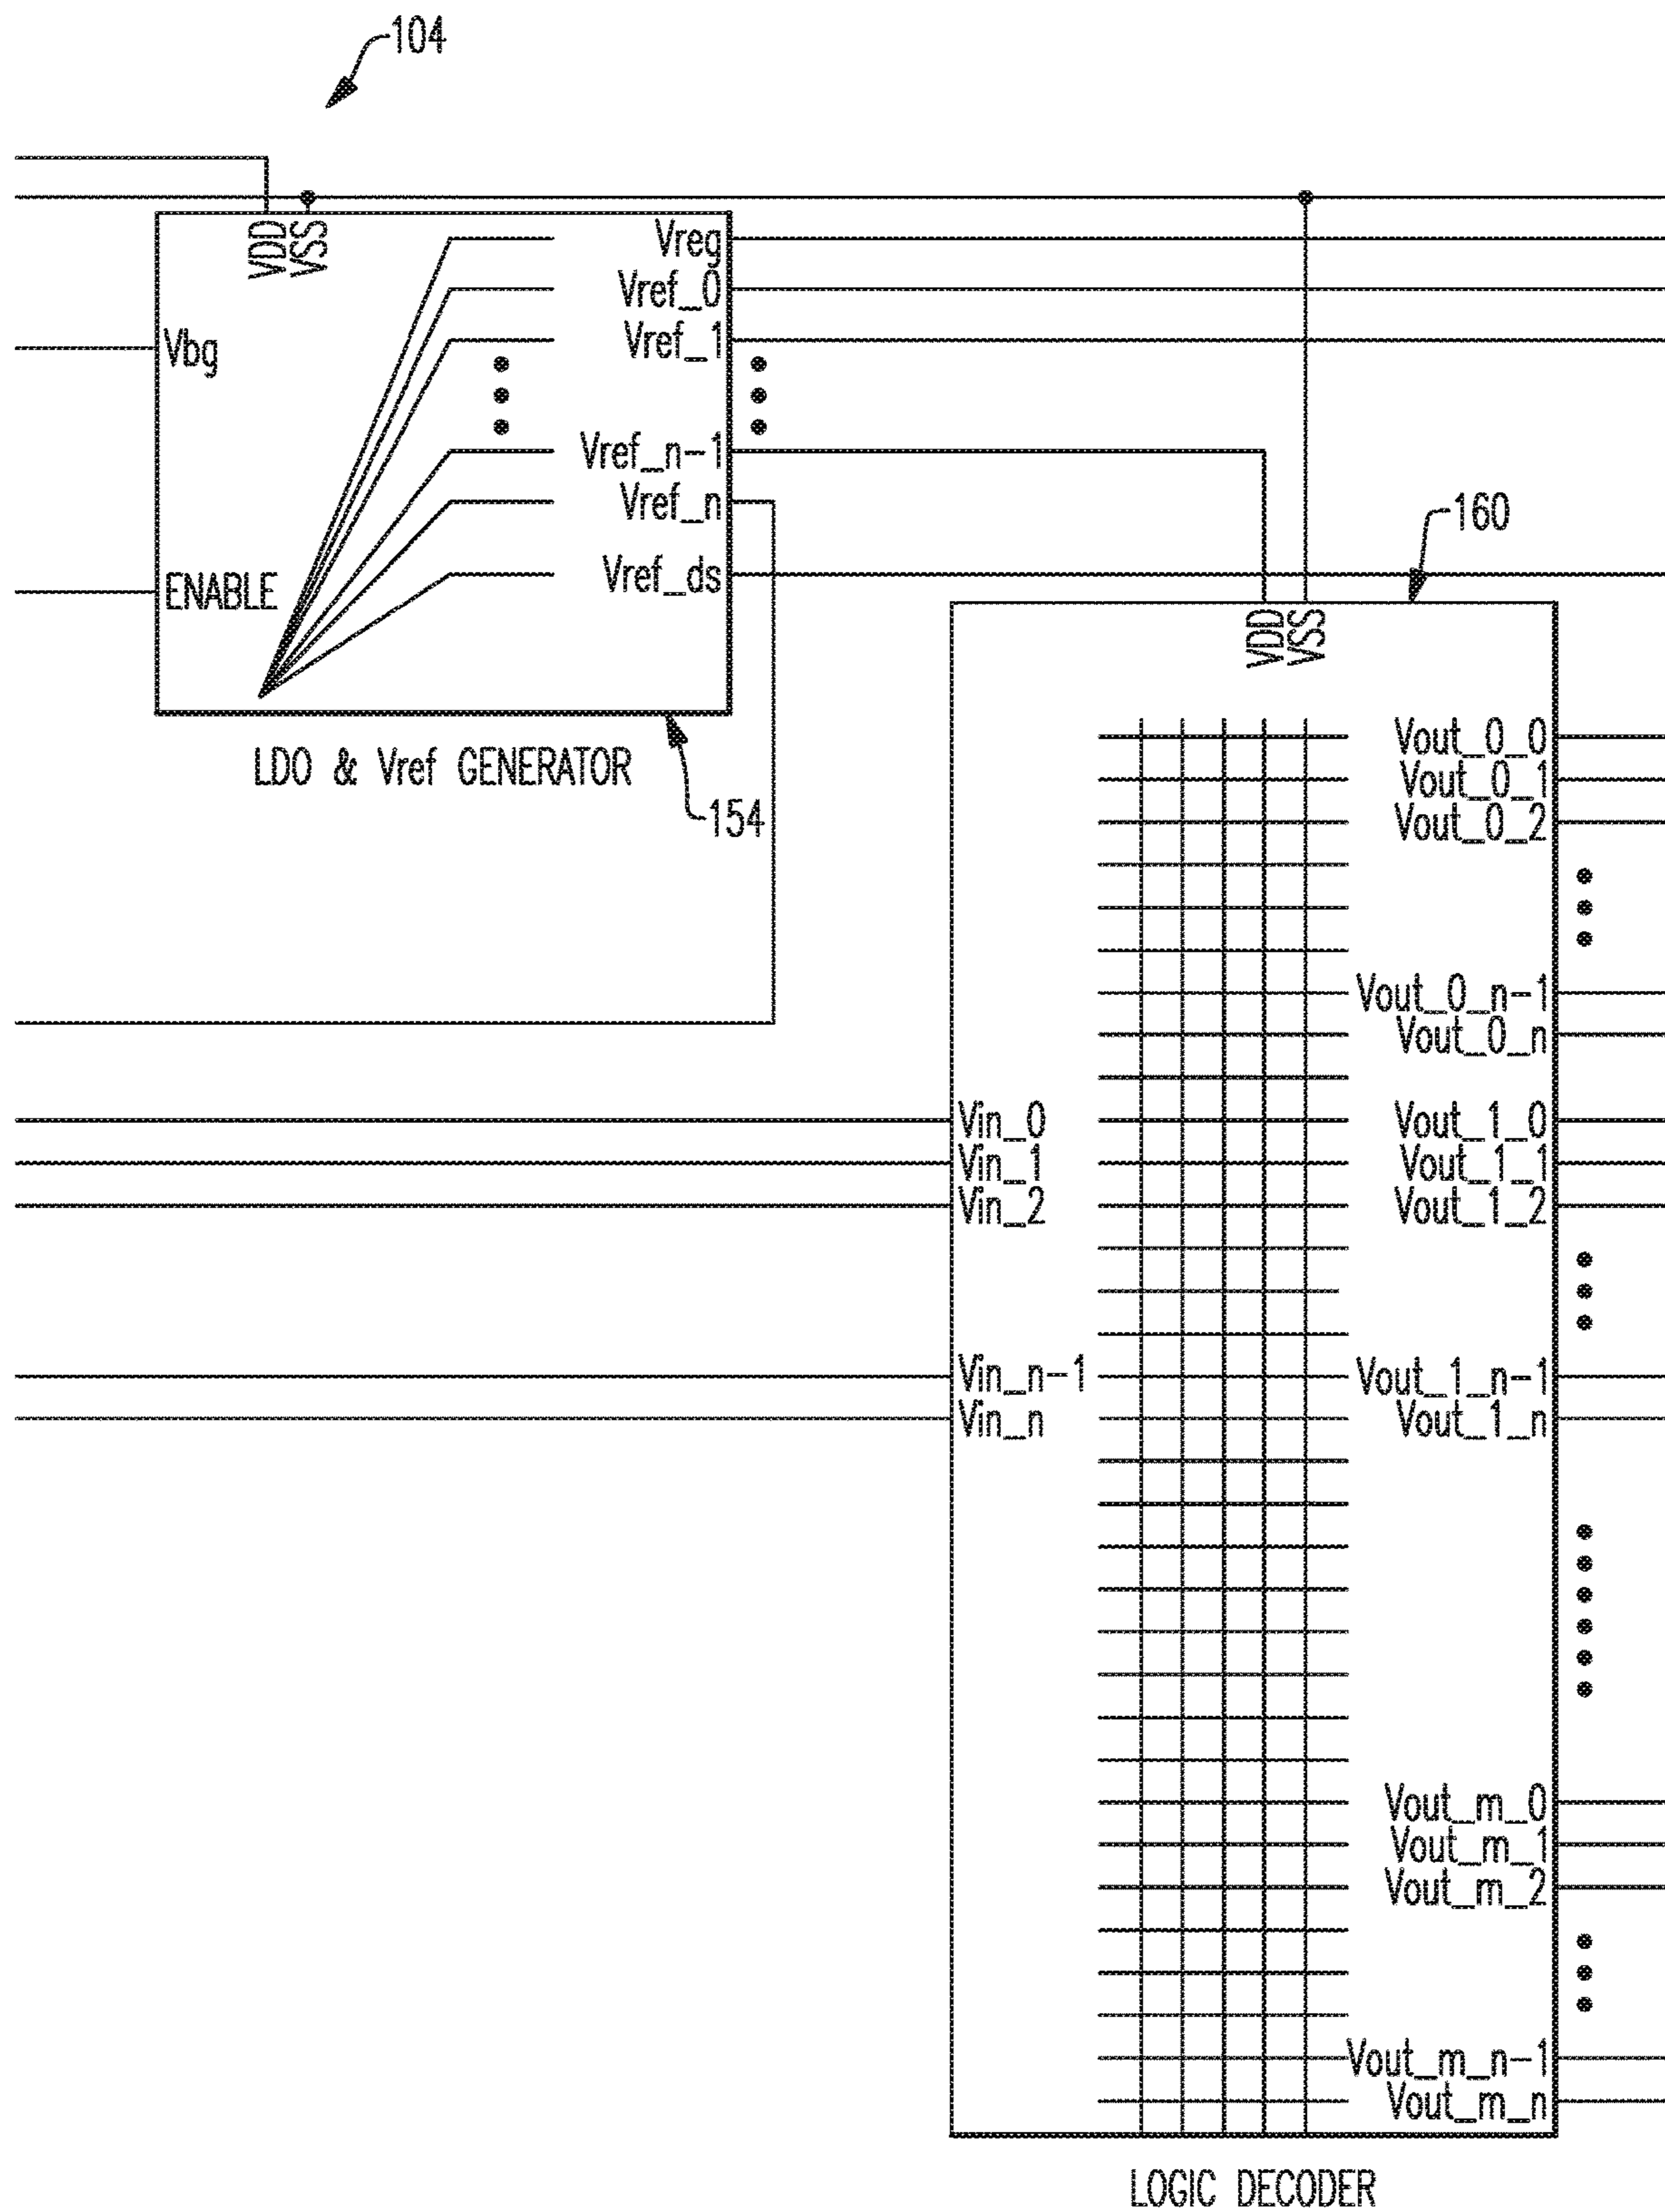 104
VDD
VSS
Vreg
Vref_0
Vbg
Vref_1
Vref_n-1
Vref_n
ENABLE
Vref_ds
LDO & Vref GENERATOR
154
160
VDD
VSS
Vout_0_0
Vout_0_1
Vout_0_2
Vout_0_n-1
Vout_0_n
Vin_0
Vout_1_0
Vin_1
Vout_1_1
Vin_2
Vout_1_2
Vin_n-1
Vout_1_n-1
Vin_n
Vout_1_n
Vout_m_0
Vout_m_1
Vout_m_2
Vout_m_n-1
Vout_m_n
LOGIC DECODER